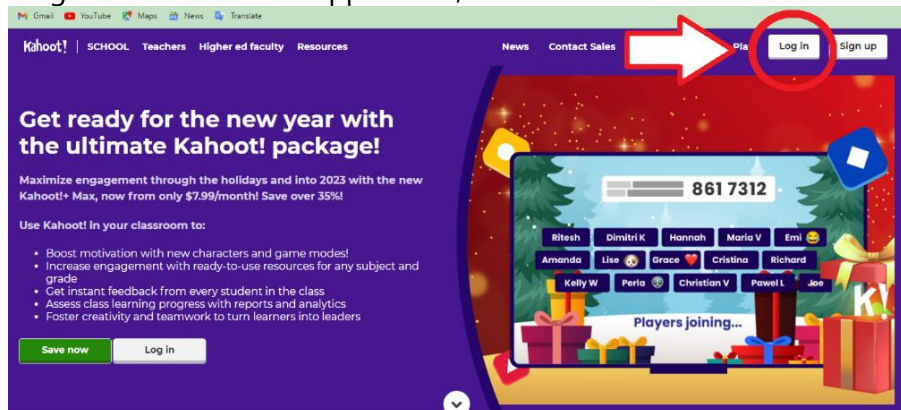 Gmail YouTube Maps News Translate
Kahoot! SCHOOL Teachers Higher ed faculty Resources News Contact Sales Log in Sign up
Get ready for the new year with
the ultimate Kahoot! package!
Maximize engagement through the holidays and into 2023 with the new
Kahoot!+ Max, now from only $7.99/month! Save over 35%!
Use Kahoot! in your classroom to:
• Boost motivation with new characters and game modes!
• Increase engagement with ready-to-use resources for any subject and
grade
• Get instant feedback from every student in the class
• Assess class learning progress with reports and analytics
• Foster creativity and teamwork to turn learners into leaders
Save now Log in
861 7312
Ritesh Dimitri K Hannah Maria V Emi 😂
Amanda Lise 🐶 Grace ❤️ Cristina Richard
Kelly W Perla 👽 Christian V Pawel L Joe
Players joining...
K!